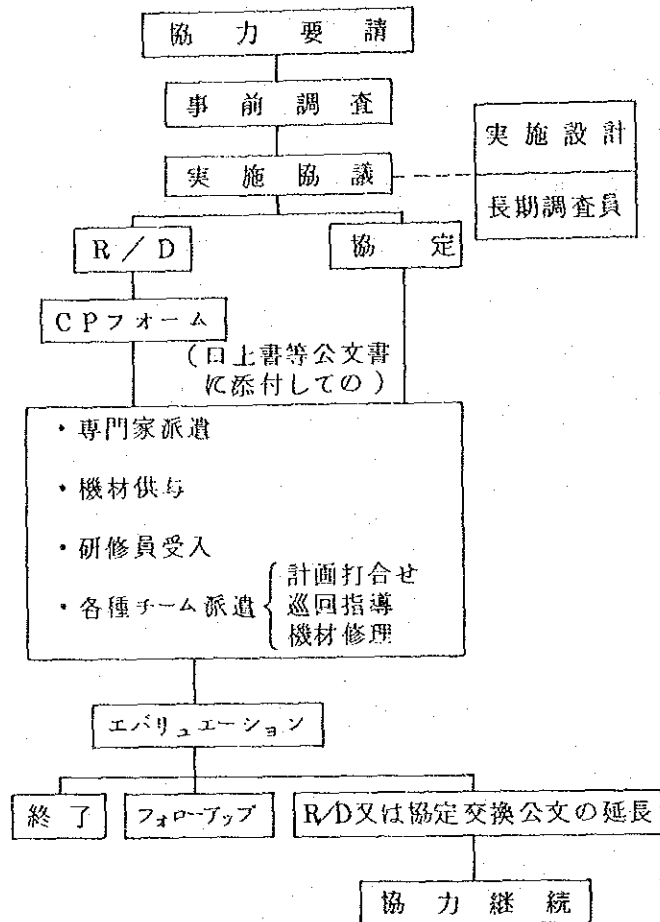 協力要請
事前調査
実施協議
実施設計
長期調査員
R/D
協定
CPフォーム
(口上書等公文書
に添付しての)
・専門家派遣
・機材供与
・研修員受入
・各種チーム派遣
計画打合せ
巡回指導
機材修理
エバリュエーション
終了
フォローアップ
R/D又は協定交換公文の延長
協力継続